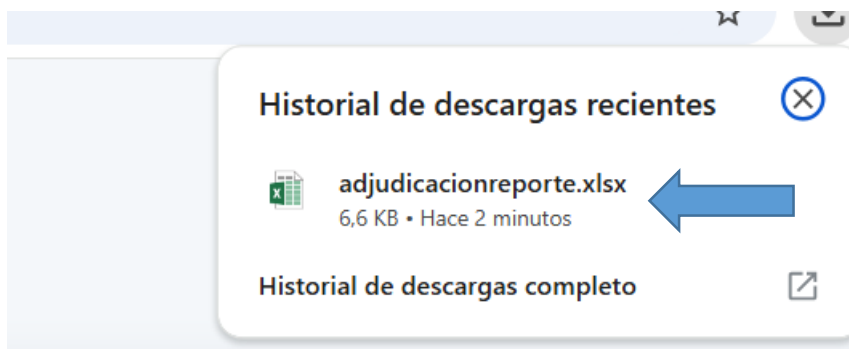 Historial de descargas recientes
adjudicacionreporte.xlsx
6,6 KB • Hace 2 minutos
Historial de descargas completo